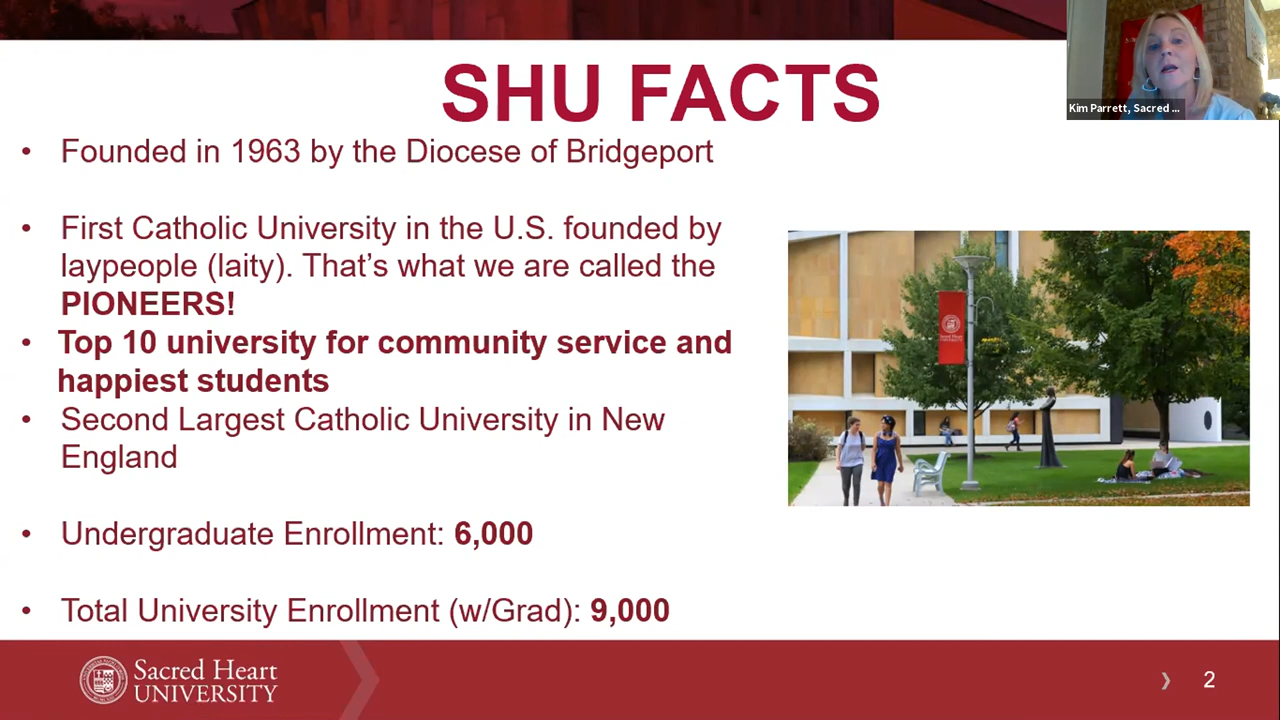 SHU FACTS
Kim Parrett, Sacred ...
• Founded in 1963 by the Diocese of Bridgeport
• First Catholic University in the U.S. founded by
laypeople (laity). That’s what we are called the
PIONEERS!
• Top 10 university for community service and
happiest students
• Second Largest Catholic University in New
England
• Undergraduate Enrollment: 6,000
• Total University Enrollment (w/Grad): 9,000
Sacred Heart
UNIVERSITY
2